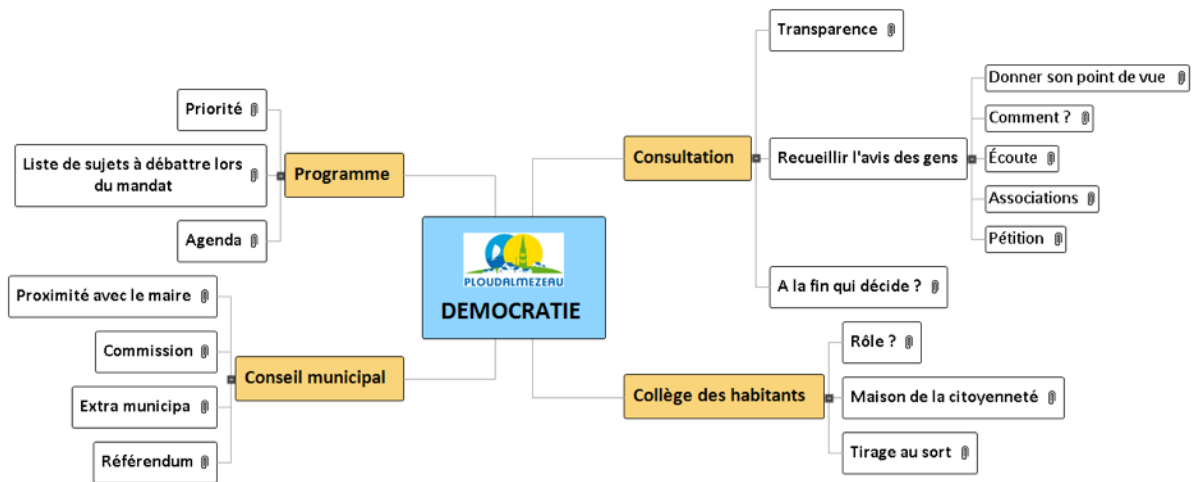 PLOUDALMEZEAU
DEMOCRATIE
Programme
Priorité
Liste de sujets à débattre lors
du mandat
Agenda
Conseil municipal
Proximité avec le maire
Commission
Extra municipa
Référendum
Consultation
Transparence
Recueillir l'avis des gens
Donner son point de vue
Comment ?
Écoute
Associations
Pétition
A la fin qui décide ?
Collège des habitants
Rôle ?
Maison de la citoyenneté
Tirage au sort